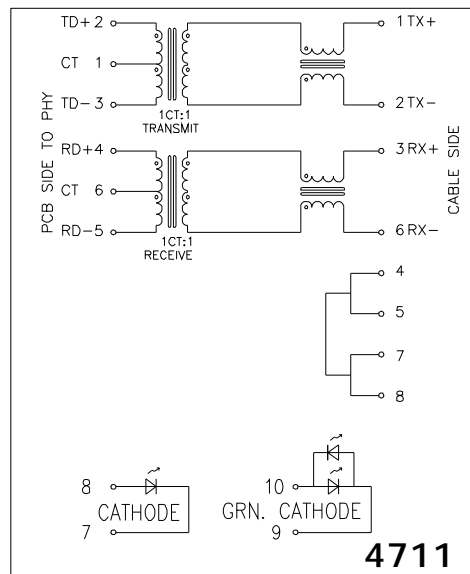 TD+ 2
1 TX+
CT 1
TD- 3
2 TX-
1CT:1
TRANSMIT
RD+4
3 RX+
CT 6
RD-5
6 RX-
1CT:1
RECEIVE
PCB SIDE TO PHY
CABLE SIDE
4
5
7
8
8
CATHODE
7
10
GRN. CATHODE
9
4711